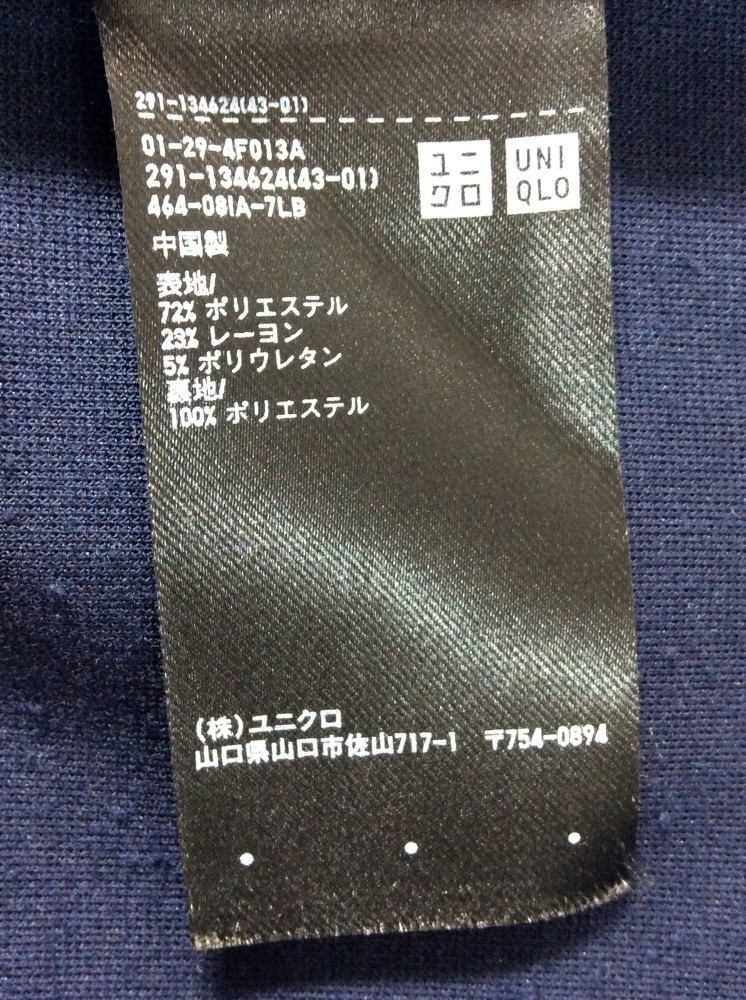 291-134624(43-01)
01-29-4F013A
291-134624(43-01)
464-08IA-7LB
ユニ
クロ
UNI
QLO
中国製
表地/
72% ポリエステル
23% レーヨン
5% ポリウレタン
裏地/
100% ポリエステル
(株)ユニクロ
山口県山口市佐山717-1 〒754-0894